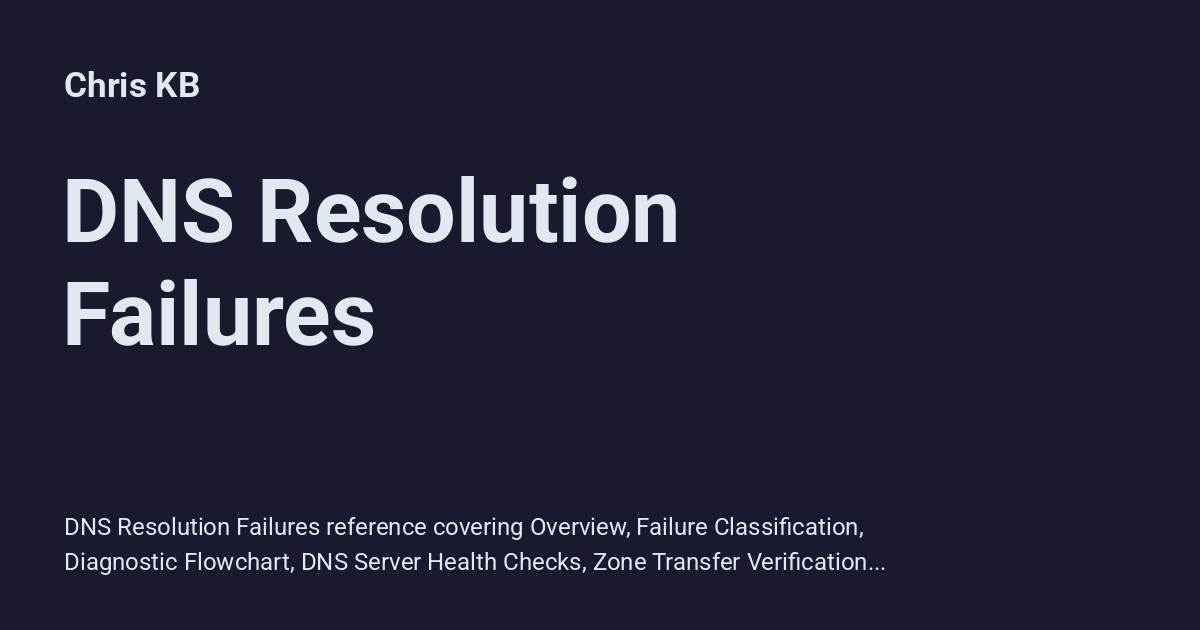 Chris KB
DNS Resolution
Failures
DNS Resolution Failures reference covering Overview, Failure Classification,
Diagnostic Flowchart, DNS Server Health Checks, Zone Transfer Verification...